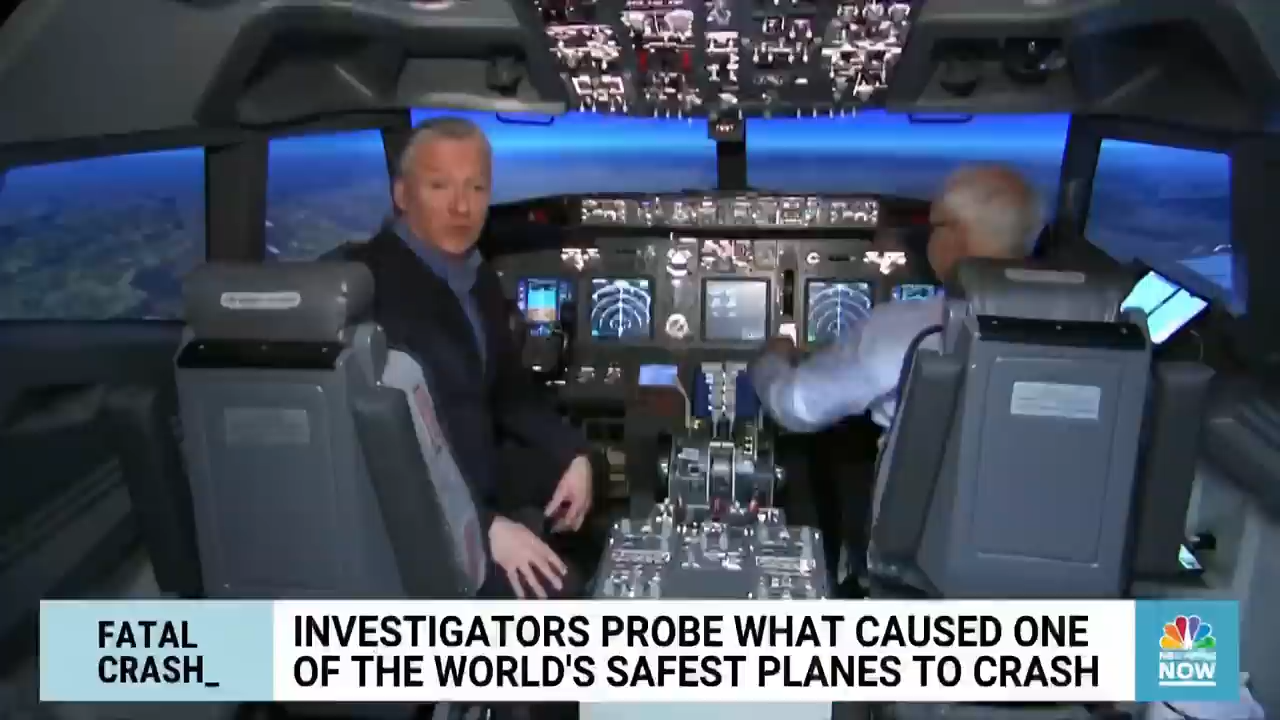 FATAL
CRASH_
INVESTIGATORS PROBE WHAT CAUSED ONE
OF THE WORLD'S SAFEST PLANES TO CRASH
NOW